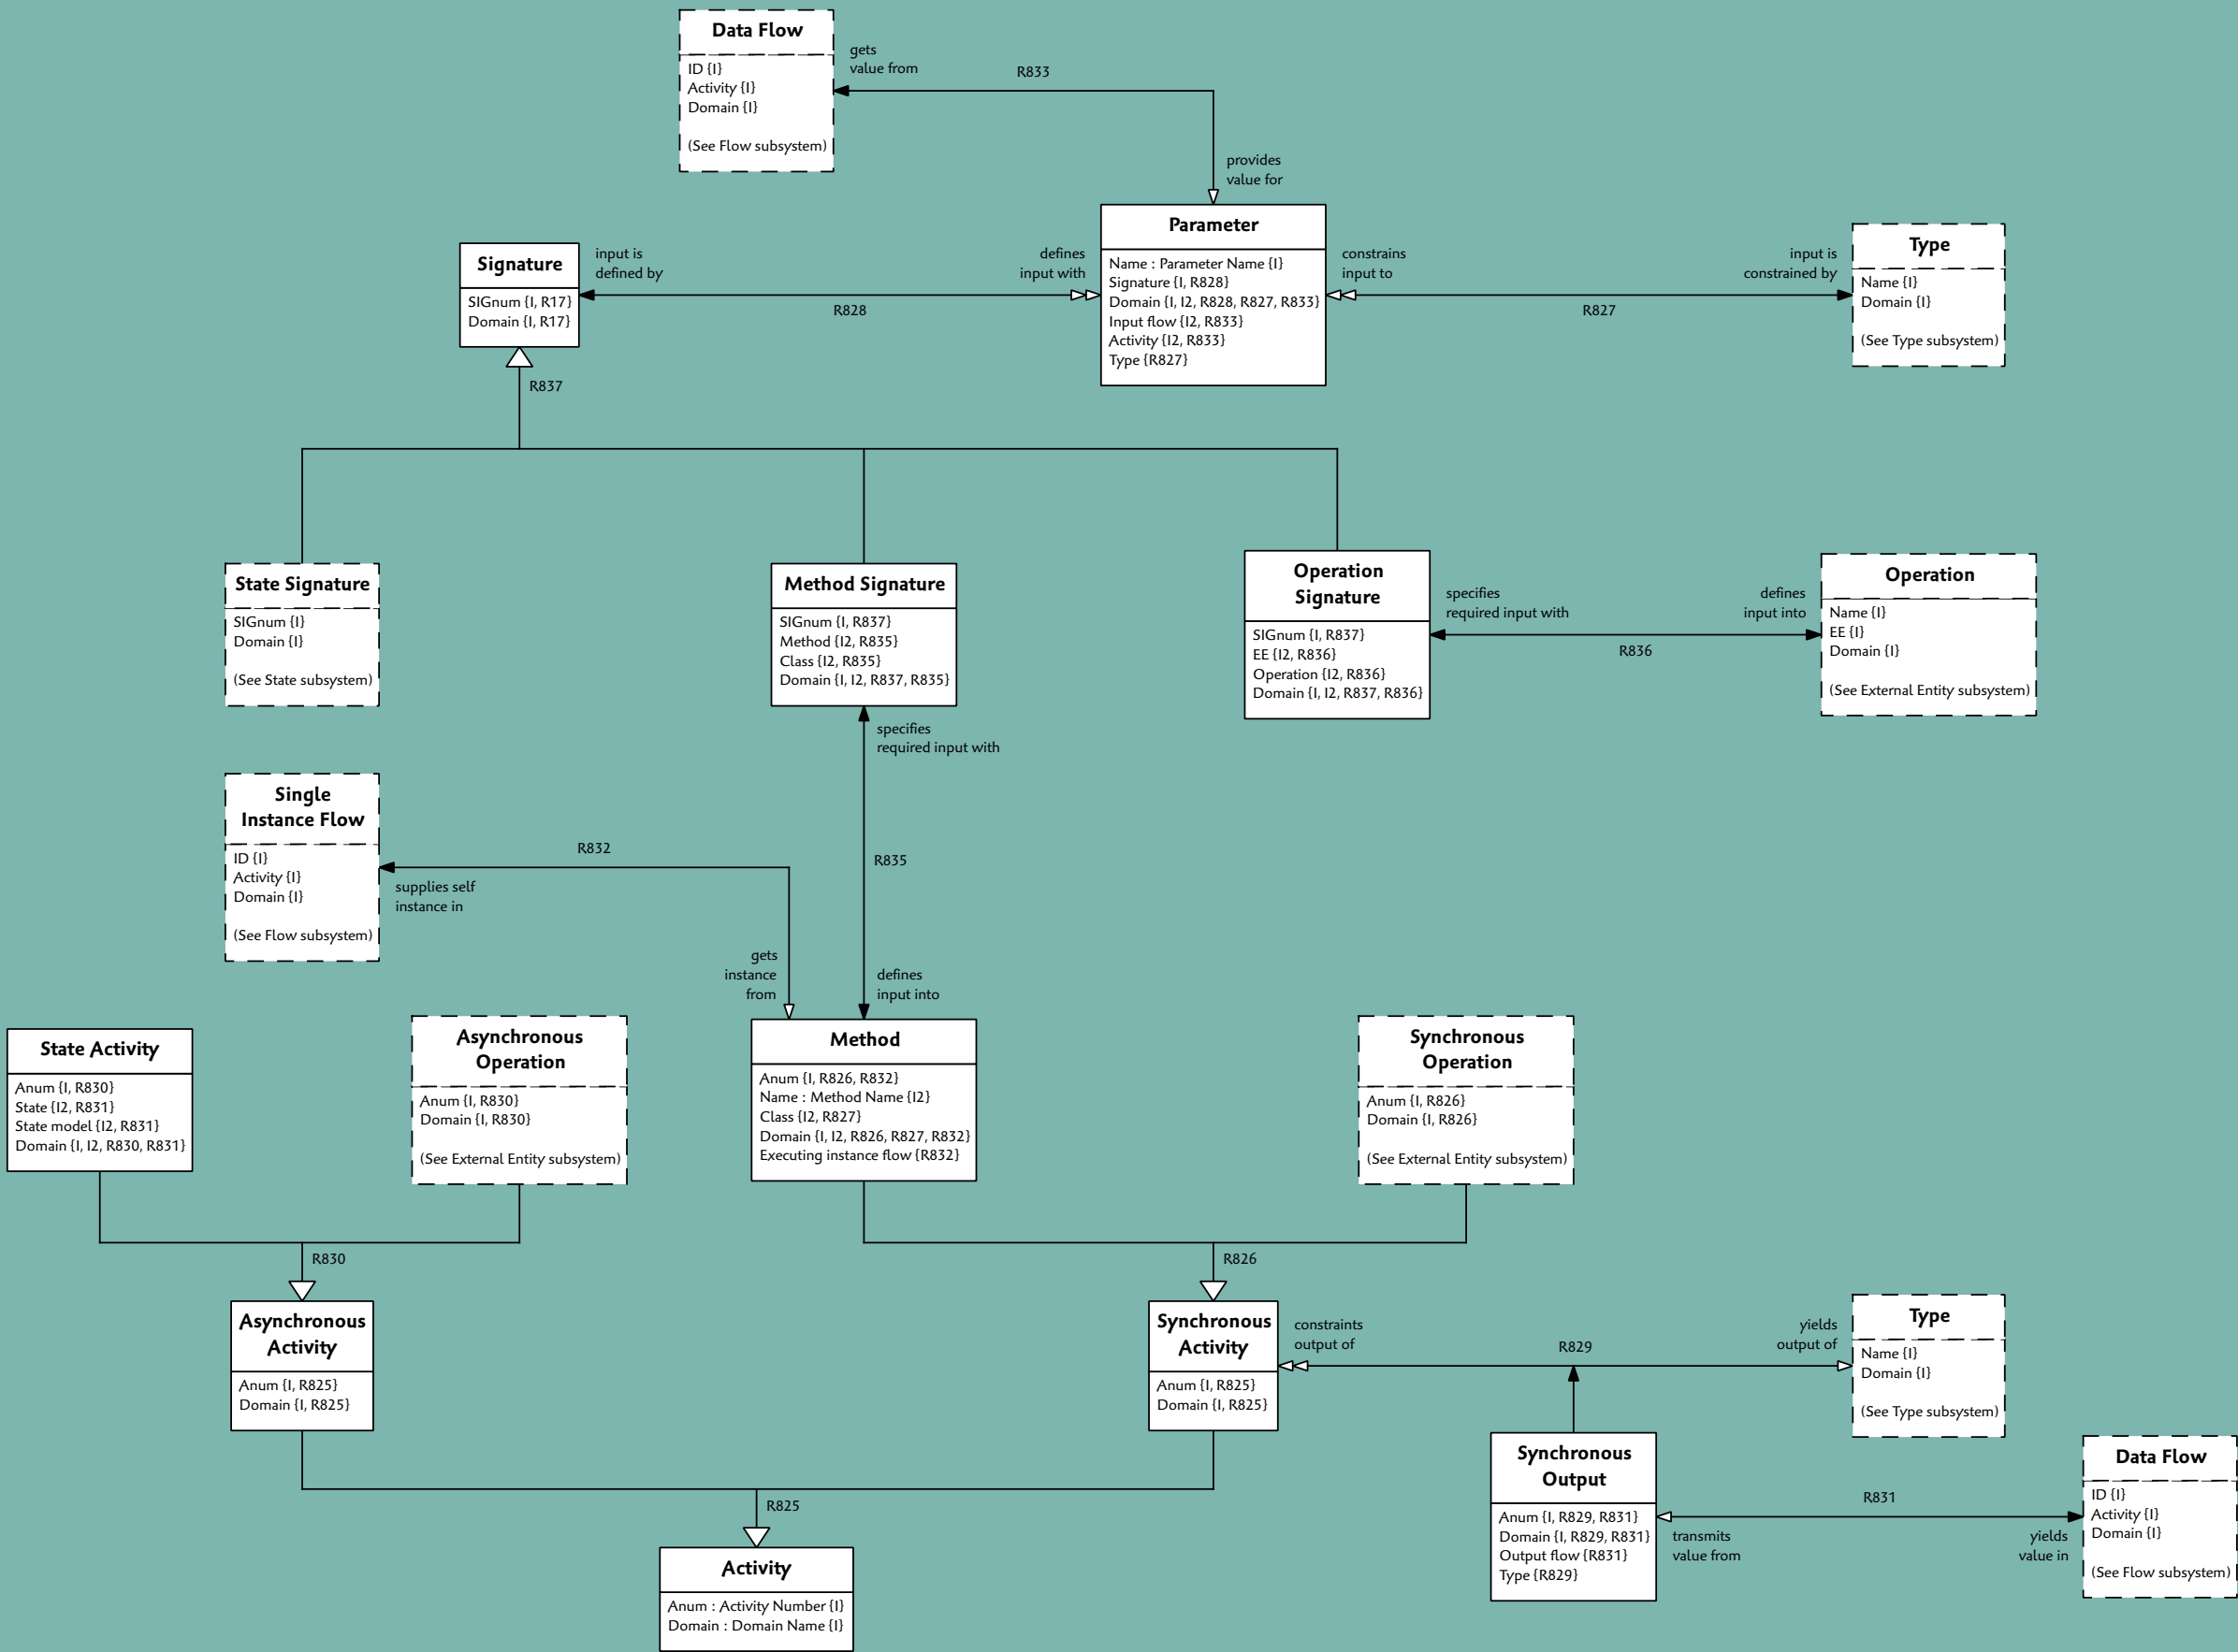 Data Flow
ID {I}
Activity {I}
Domain {I}
(See Flow subsystem)
gets
value from
R833
provides
value for
Signature
SIGnum {I, R17}
Domain {I, R17}
input is
defined by
R828
defines
input with
Parameter
Name : Parameter Name {I}
Signature {I, R828}
Domain {I, I2, R828, R827, R833}
Input flow {I2, R833}
Activity {I2, R833}
Type {R827}
constrains
input to
R827
input is
constrained by
Type
Name {I}
Domain {I}
(See Type subsystem)
R837
State Signature
SIGnum {I}
Domain {I}
(See State subsystem)
Method Signature
SIGnum {I, R837}
Method {I2, R835}
Class {I2, R835}
Domain {I, I2, R837, R835}
Operation
Signature
SIGnum {I, R837}
EE {I2, R836}
Operation {I2, R836}
Domain {I, I2, R837, R836}
specifies
required input with
R836
defines
input into
Operation
Name {I}
EE {I}
Domain {I}
(See External Entity subsystem)
specifies
required input with
R835
defines
input into
Single
Instance Flow
ID {I}
Activity {I}
Domain {I}
(See Flow subsystem)
R832
supplies self
instance in
gets
instance
from
State Activity
Anum {I, R830}
State {I2, R831}
State model {I2, R831}
Domain {I, I2, R830, R831}
Asynchronous
Operation
Anum {I, R830}
Domain {I, R830}
(See External Entity subsystem)
Method
Anum {I, R826, R832}
Name : Method Name {I2}
Class {I2, R827}
Domain {I, I2, R826, R827, R832}
Executing instance flow {R832}
Synchronous
Operation
Anum {I, R826}
Domain {I, R826}
(See External Entity subsystem)
R830
R826
Asynchronous
Activity
Anum {I, R825}
Domain {I, R825}
Synchronous
Activity
Anum {I, R825}
Domain {I, R825}
constraints
output of
R829
yields
output of
Type
Name {I}
Domain {I}
(See Type subsystem)
Synchronous
Output
Anum {I, R829, R831}
Domain {I, R829, R831}
Output flow {R831}
Type {R829}
R831
transmits
value from
yields
value in
Data Flow
ID {I}
Activity {I}
Domain {I}
(See Flow subsystem)
R825
Activity
Anum : Activity Number {I}
Domain : Domain Name {I}